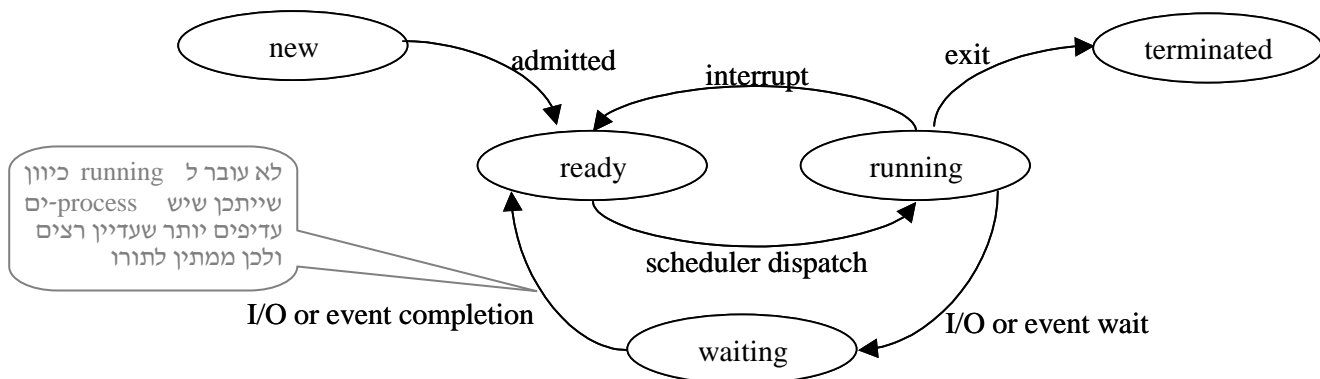 new
terminated
admitted
interrupt
exit
ready
running
לא עובר ל running כיוון
שייתכן שיש process-ים
עדיפים יותר שעדיין רצים
ולכן ממתין לתורו
scheduler dispatch
I/O or event completion
I/O or event wait
waiting